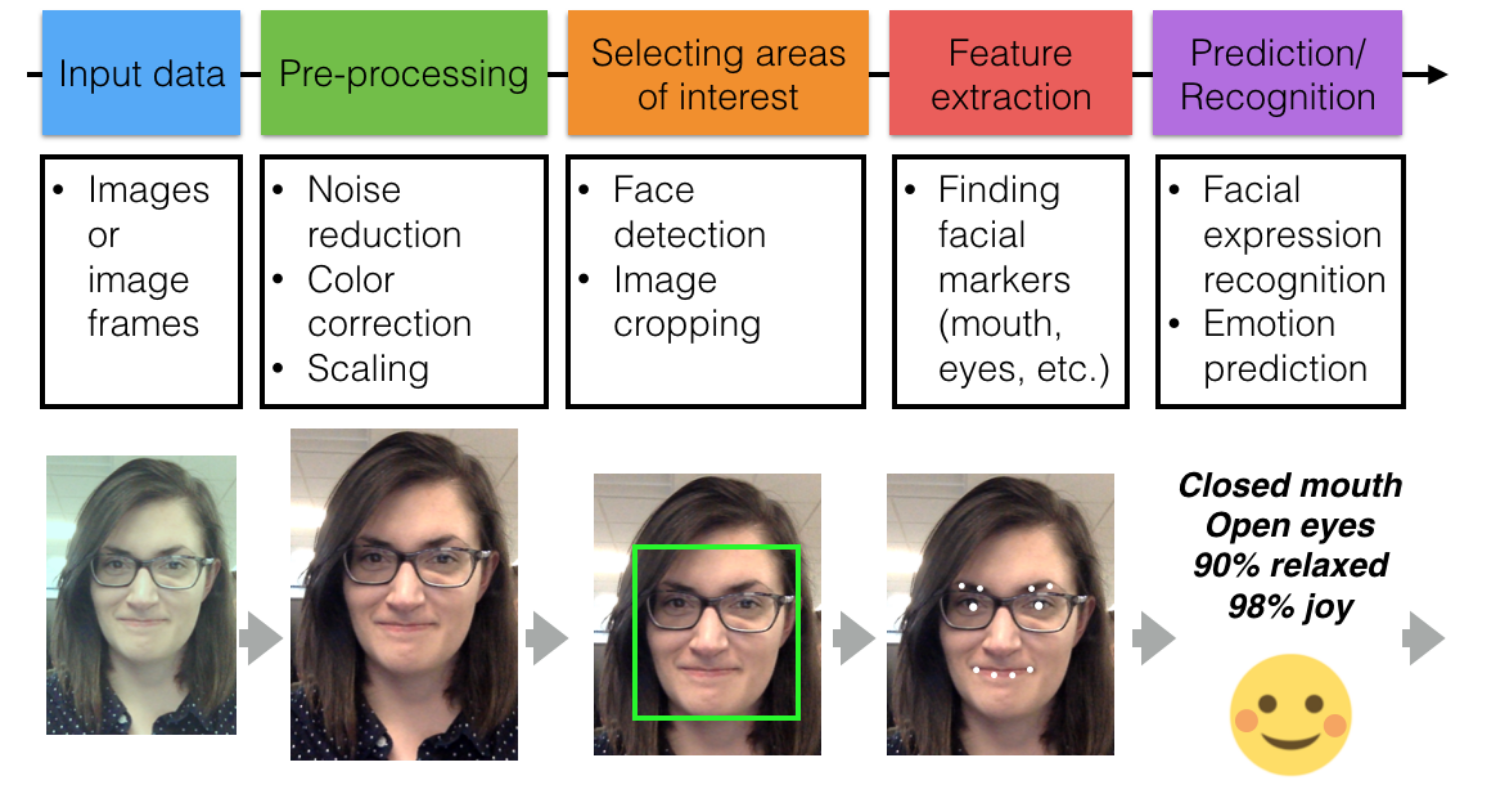 Input data
Pre-processing
Selecting areas
of interest
Feature
extraction
Prediction/
Recognition
• Images
or
image
frames
• Noise
reduction
• Color
correction
• Scaling
• Face
detection
• Image
cropping
• Finding
facial
markers
(mouth,
eyes, etc.)
• Facial
expression
recognition
• Emotion
prediction
Closed mouth
Open eyes
90% relaxed
98% joy